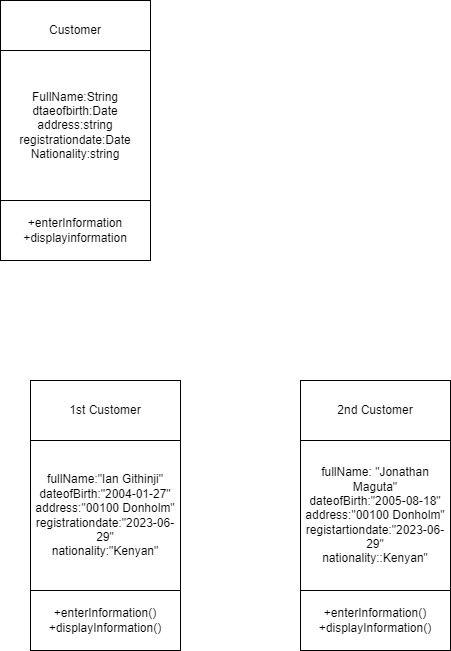 Customer
FullName:String
dtaeofbirth:Date
address:string
registrationdate:Date
Nationality:string
+enterInformation
+displayinformation
1st Customer
fullName:"Ian Githinji"
dateofBirth:"2004-01-27"
address:"00100 Donholm"
registrationdate:"2023-06-
29"
nationality:"Kenyan"
+enterInformation()
+displayInformation()
2nd Customer
fullName: "Jonathan
Maguta"
dateofBirth:"2005-08-18"
address:"00100 Donholm"
registartiondate:"2023-06-
29"
nationality::Kenyan"
+enterInformation()
+displayInformation()